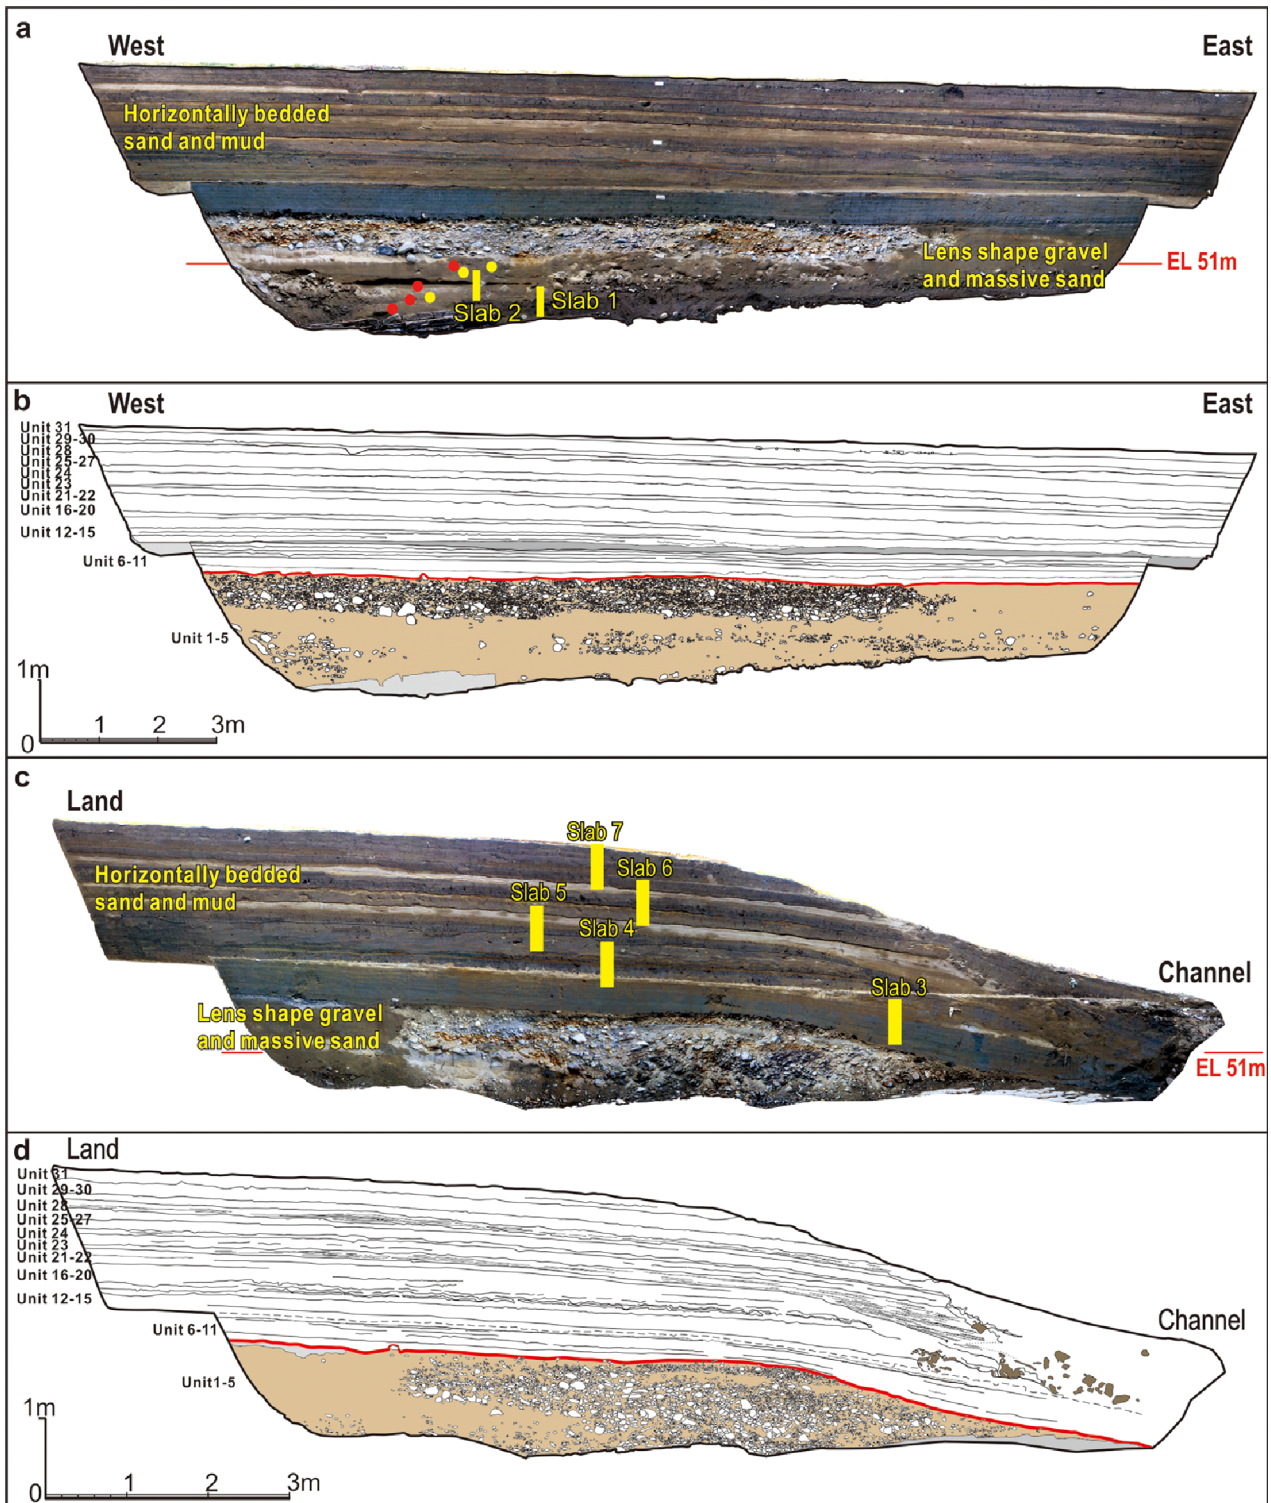 a
West
East
Horizontally bedded
sand and mud
Lens shape gravel
and massive sand
EL 51m
Slab 2
Slab 1
b
West
East
Unit 31
Unit 29-30
Unit 28
Unit 25-27
Unit 24
Unit 23
Unit 21-22
Unit 16-20
Unit 12-15
Unit 6-11
Unit 1-5
1m
0
1
2
3m
c
Land
Slab 7
Slab 6
Horizontally bedded
sand and mud
Slab 5
Slab 4
Channel
Slab 3
Lens shape gravel
and massive sand
EL 51m
d
Land
Unit 31
Unit 29-30
Unit 28
Unit 25-27
Unit 24
Unit 23
Unit 21-22
Unit 16-20
Unit 12-15
Channel
Unit 6-11
Unit1-5
1m
0
1
2
3m